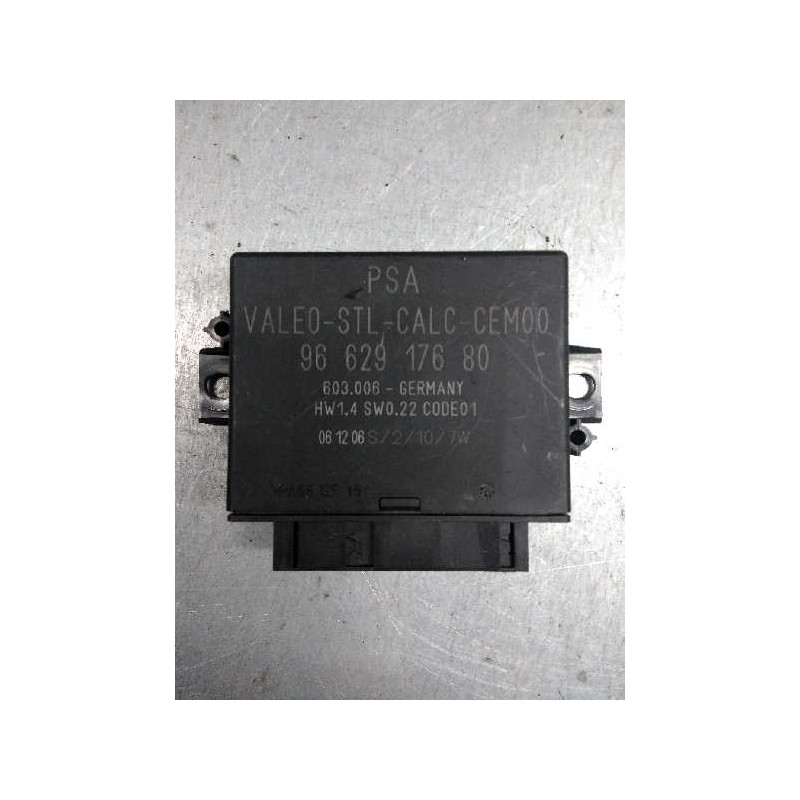 PSA
VALEO-STL-CALC-CEM00
96 629 176 80
603.006 - GERMANY
HW1.4 SW0.22 CODE01
06 12 06 S/2/10/7W